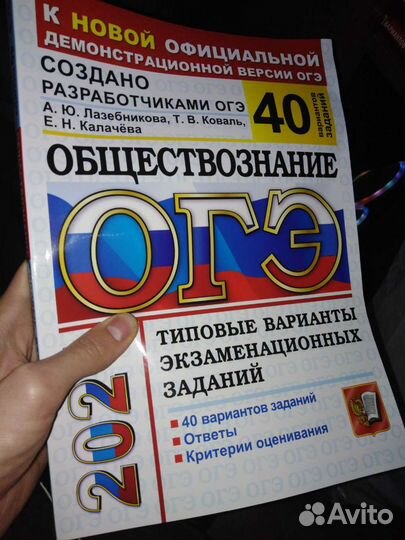 К НОВОЙ ОФИЦИАЛЬНОЙ
ДЕМОНСТРАЦИОННОЙ ВЕРСИИ ОГЭ
СОЗДАНО
РАЗРАБОТЧИКАМИ ОГЭ
А. Ю. Лазебникова, Т. В. Коваль,
Е. Н. Калачёва
40
вариантов
заданий
ОБЩЕСТВОЗНАНИЕ
ОГЭ
202
ТИПОВЫЕ ВАРИАНТЫ
ЭКЗАМЕНАЦИОННЫХ
ЗАДАНИЙ
40 вариантов заданий
Ответы
Критерии оценивания
Avito